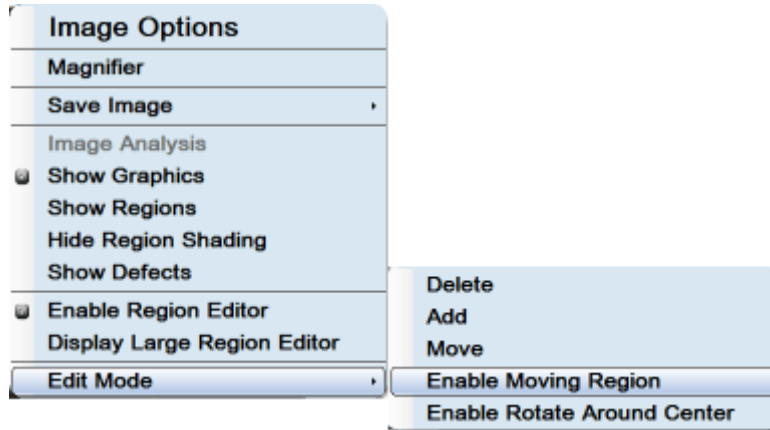 Image Options
Magnifier
Save Image
Image Analysis
Show Graphics
Show Regions
Hide Region Shading
Show Defects
Enable Region Editor
Display Large Region Editor
Edit Mode
Delete
Add
Move
Enable Moving Region
Enable Rotate Around Center